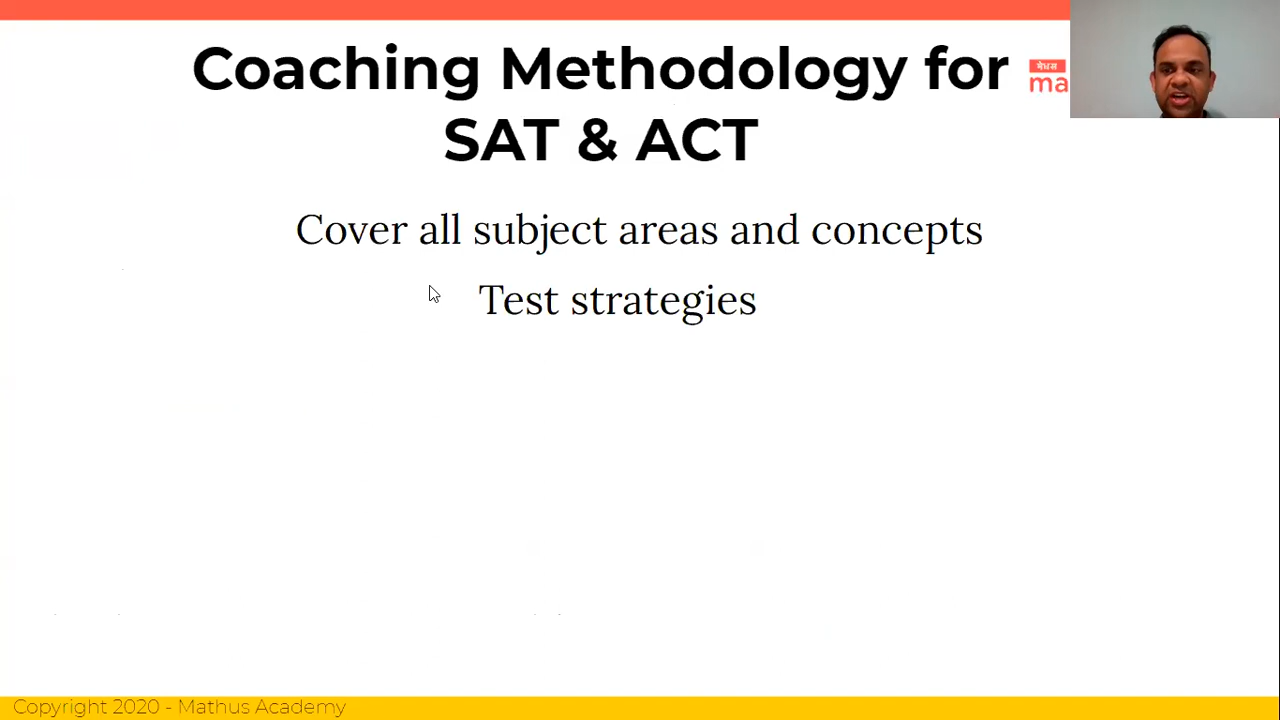 Coaching Methodology for
SAT & ACT
ma
Cover all subject areas and concepts
Test strategies
Copyright 2020 - Mathus Academy